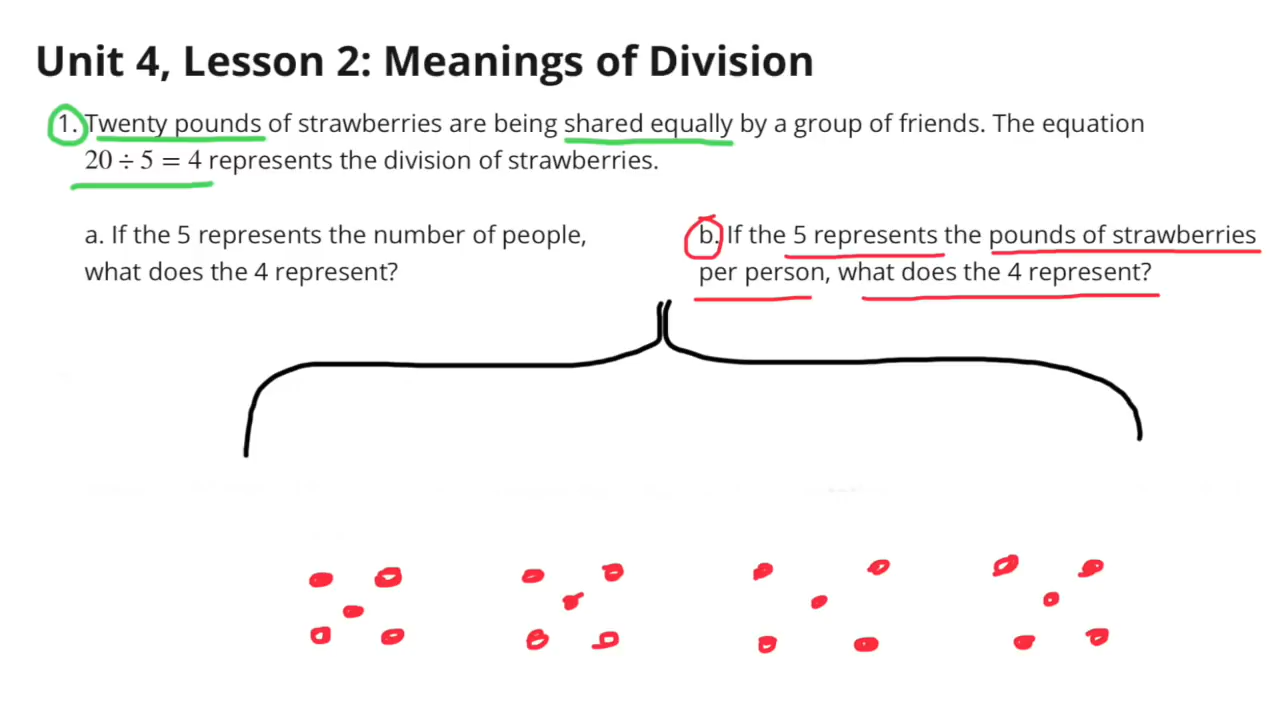 Unit 4, Lesson 2: Meanings of Division
1. Twenty pounds of strawberries are being shared equally by a group of friends. The equation
20 ÷ 5 = 4 represents the division of strawberries.
a. If the 5 represents the number of people,
what does the 4 represent?
b. If the 5 represents the pounds of strawberries
per person, what does the 4 represent?